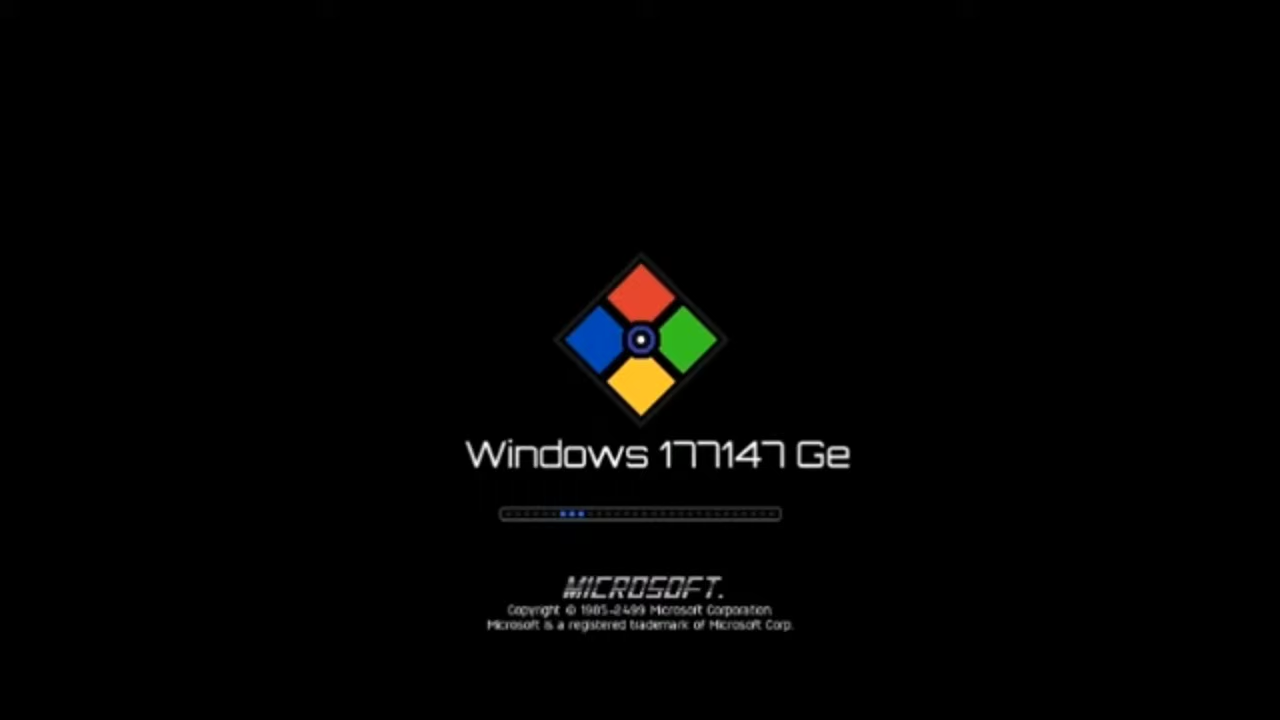 Windows 177147 Ge
MICROSOFT.
Copyright © 1985-2499 Microsoft Corporation
Microsoft is a registered trademark of Microsoft Corp.